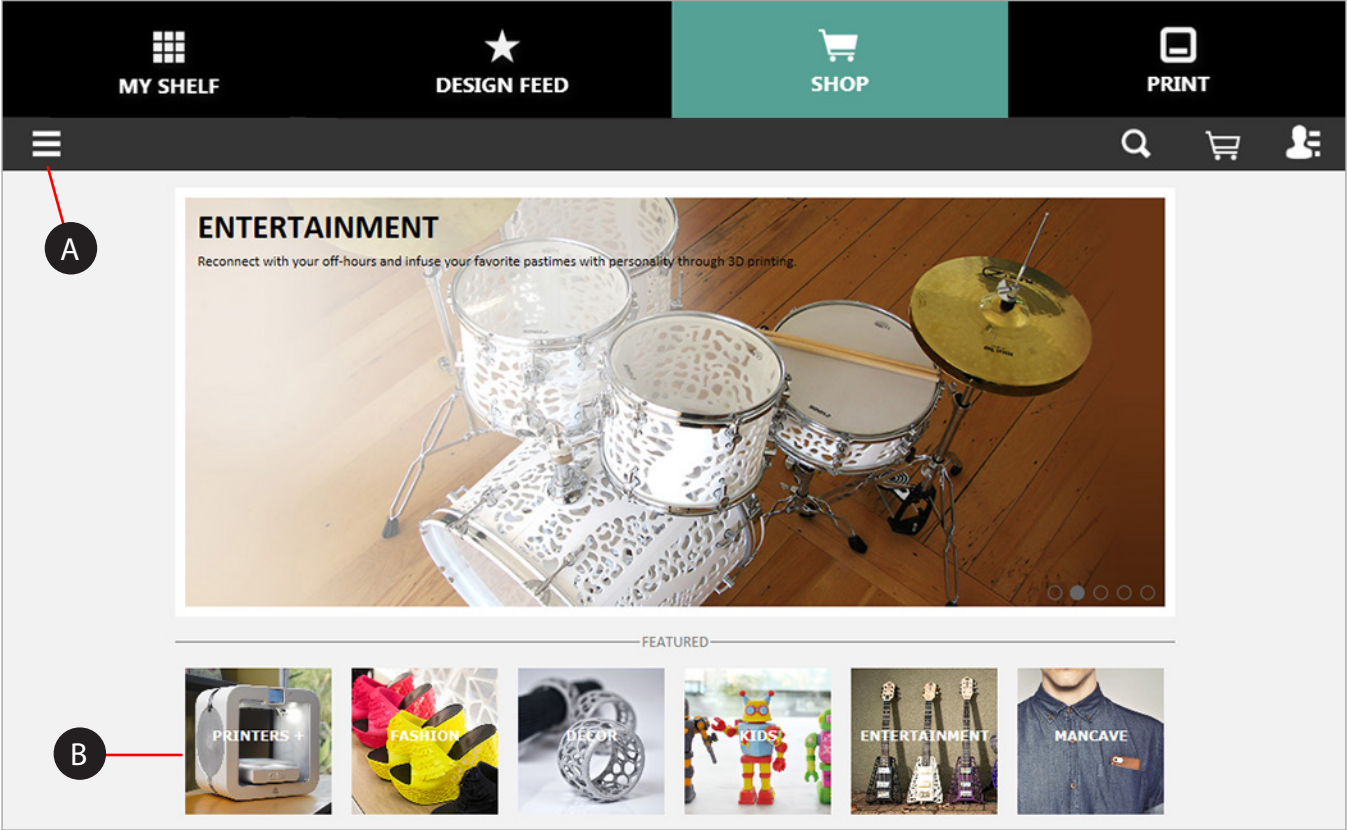 MY SHELF
DESIGN FEED
SHOP
PRINT
A
ENTERTAINMENT
Reconnect with your off-hours and infuse your favorite pastimes with personality through 3D printing.
FEATURED
B
PRINTERS +
FASHION
DECOR
KIDS
ENTERTAINMENT
MANCAVE